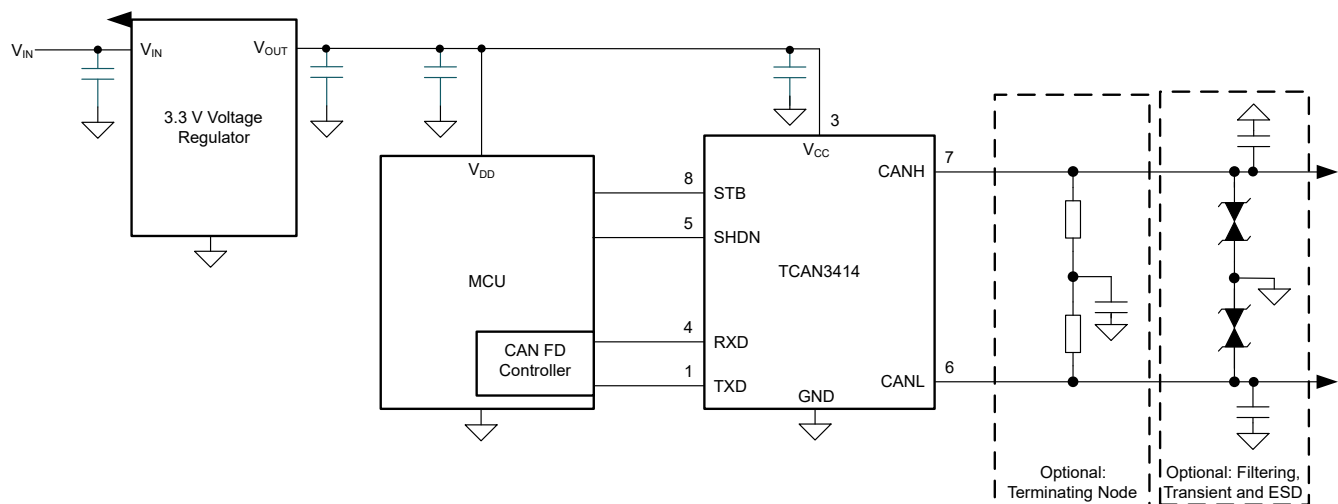 V_IN
V_IN
V_OUT
3.3 V Voltage
Regulator
3
V_DD
V_CC
MCU
CAN FD
Controller
8
5
4
1
STB
SHDN
RXD
TXD
TCAN3414
GND
CANH
CANL
7
6
Optional:
Terminating Node
Optional: Filtering,
Transient and ESD